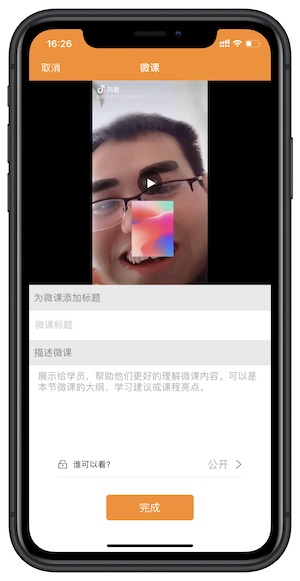 16:26
取消
微课
抖音
为微课添加标题
微课标题
描述微课
展示给学员，帮助他们更好的理解微课内容。可以是
本节微课的大纲、学习建议或课程亮点。
谁可以看?
公开
完成